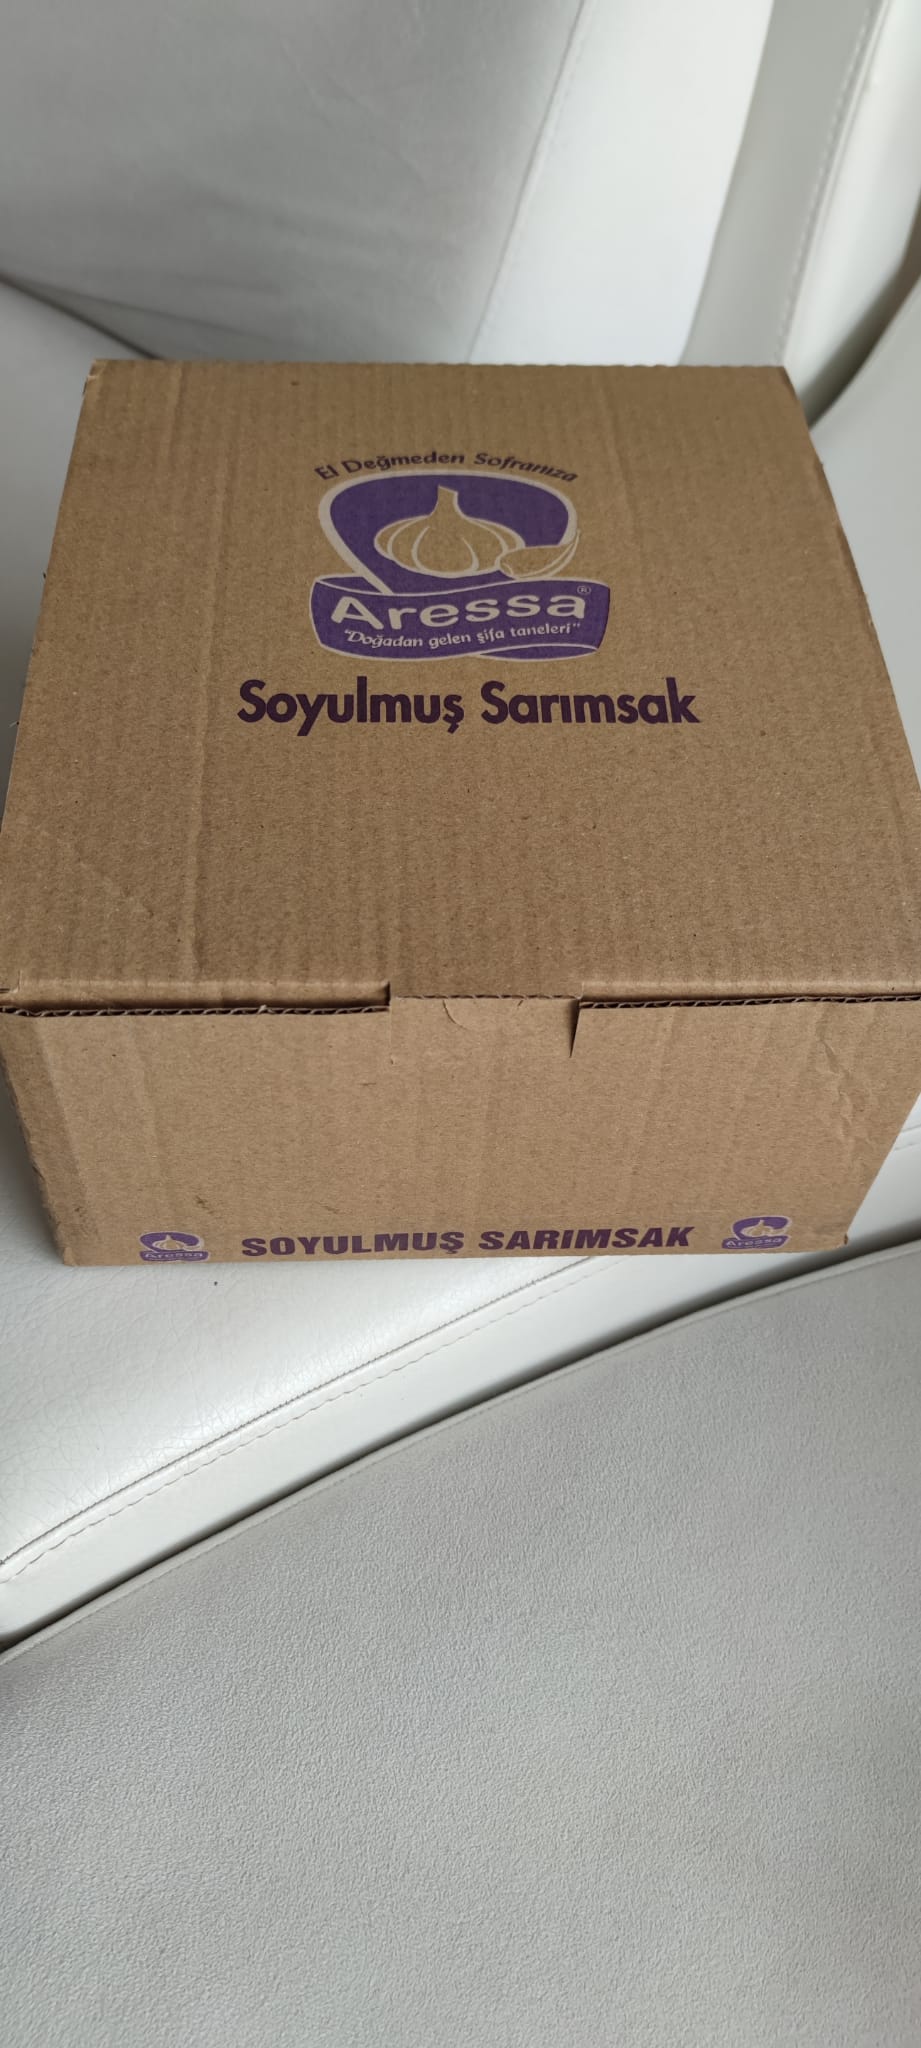 El Değmeden Sofranıza
Aressa®
"Doğadan gelen şifa taneleri"
Soyulmuş Sarımsak
Aressa
SOYULMUŞ SARIMSAK
Aressa